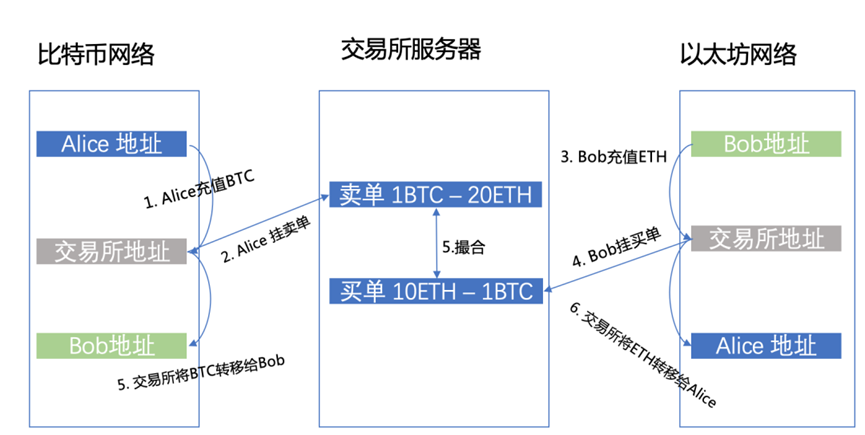 比特币网络
交易所服务器
以太坊网络
Alice 地址
Bob地址
3. Bob充值ETH
1. Alice充值BTC
卖单 1BTC – 20ETH
2. Alice 挂卖单
交易所地址
5.撮合
4. Bob挂买单
交易所地址
买单 10ETH – 1BTC
Bob地址
Alice 地址
5. 交易所将BTC转移给Bob
6. 交易所将ETH转移给Alice